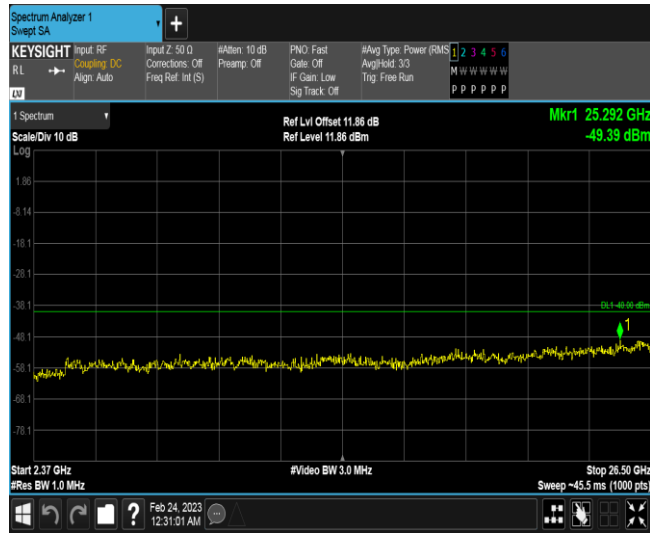 Spectrum Analyzer 1
Swept SA
+
KEYSIGHT
RL
LXI
Input: RF
Coupling: DC
Align: Auto
Input Z: 50 Ω
Corrections: Off
Freq Ref: Int (S)
#Atten: 10 dB
Preamp: Off
PNO: Fast
Gate: Off
IF Gain: Low
Sig Track: Off
#Avg Type: Power (RMS
Avg|Hold: 3/3
Trig: Free Run
1 2 3 4 5 6
M W W W W W
P P P P P P
1 Spectrum
Scale/Div 10 dB
Ref Lvl Offset 11.86 dB
Ref Level 11.86 dBm
Mkr1 25.292 GHz
-49.39 dBm
Log
1.86
-8.14
-18.1
-28.1
-38.1
DL1 -40.00 dBm
1
-48.1
-58.1
-68.1
-78.1
Start 2.37 GHz
#Video BW 3.0 MHz
Stop 26.50 GHz
#Res BW 1.0 MHz
Sweep ~45.5 ms (1000 pts)
?
Feb 24, 2023
12:31:01 AM